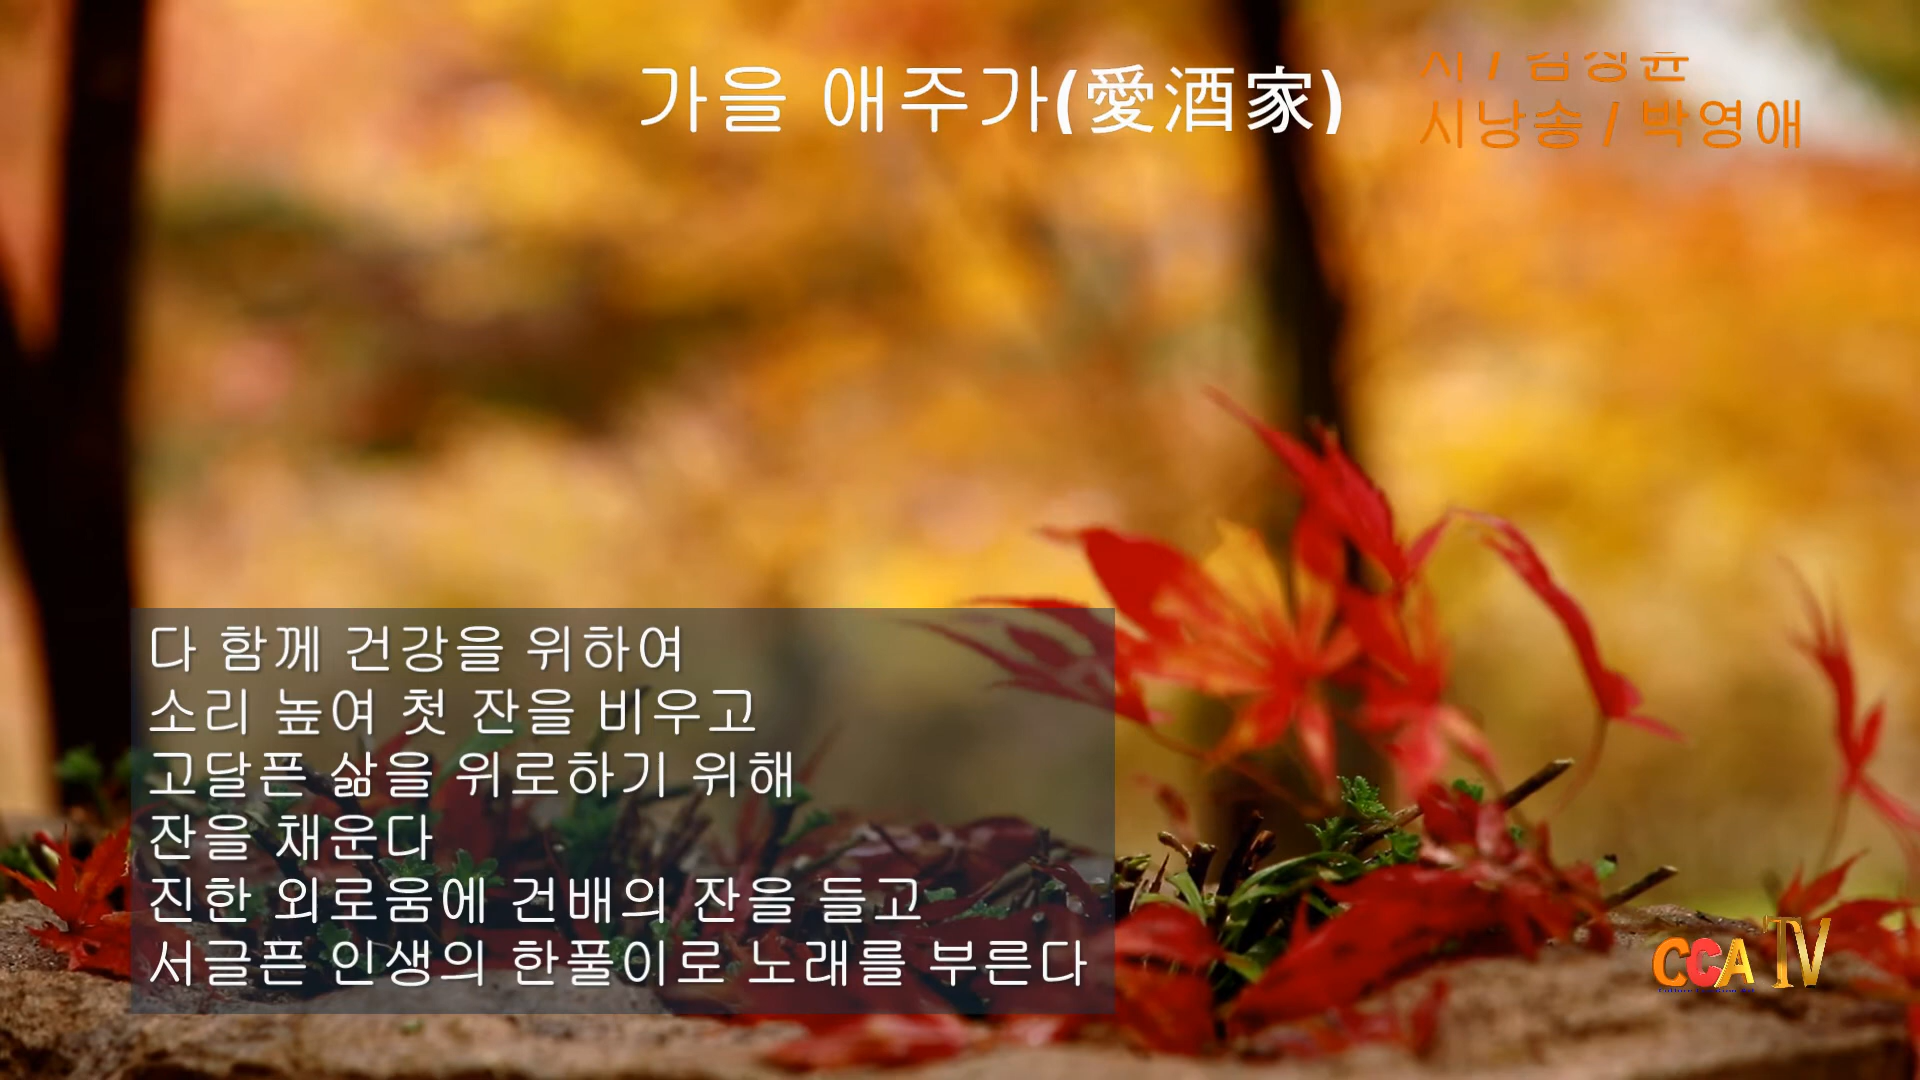 가을 애주가(愛酒家)
시낭송 / 박영애
다 함께 건강을 위하여
소리 높여 첫 잔을 비우고
고달픈 삶을 위로하기 위해
잔을 채운다
진한 외로움에 건배의 잔을 들고
서글픈 인생의 한풀이로 노래를 부른다
CCA TV